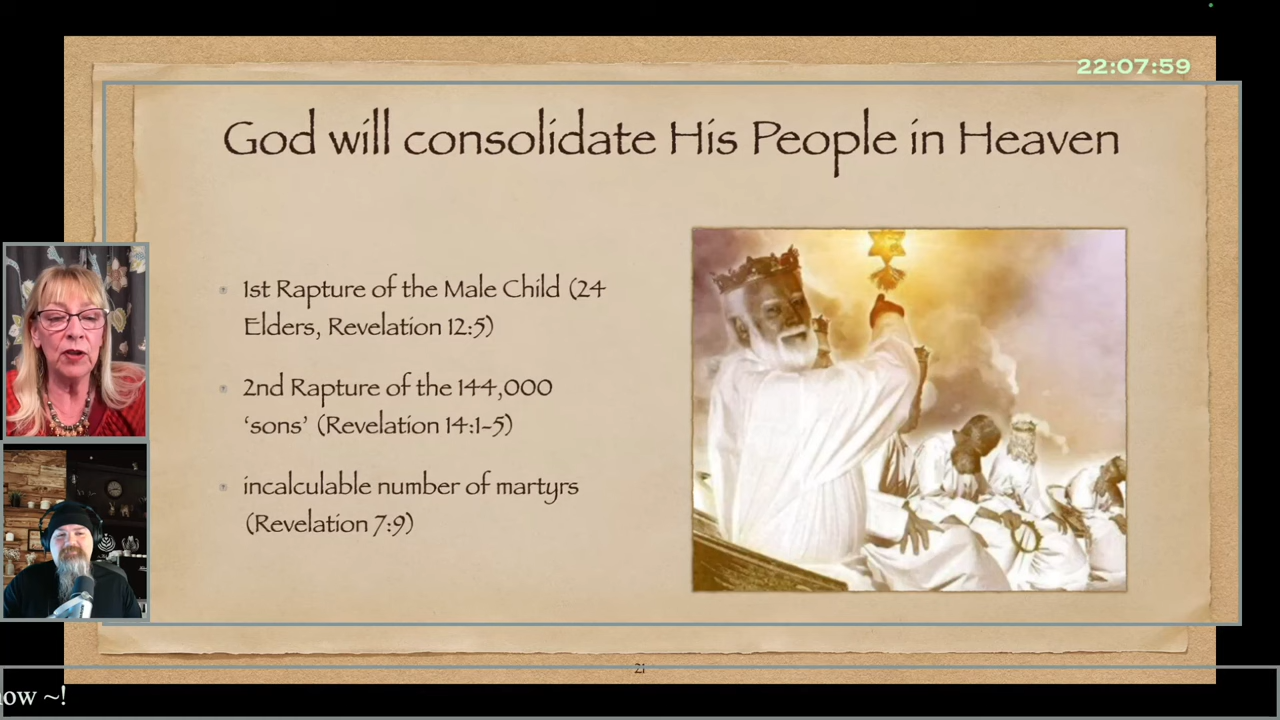 22:07:59
God will consolidate His People in Heaven
1st Rapture of the Male Child (24
Elders, Revelation 12:5)
2nd Rapture of the 144,000
‘sons’ (Revelation 14:1-5)
incalculable number of martyrs
(Revelation 7:9)
21
ow ~!